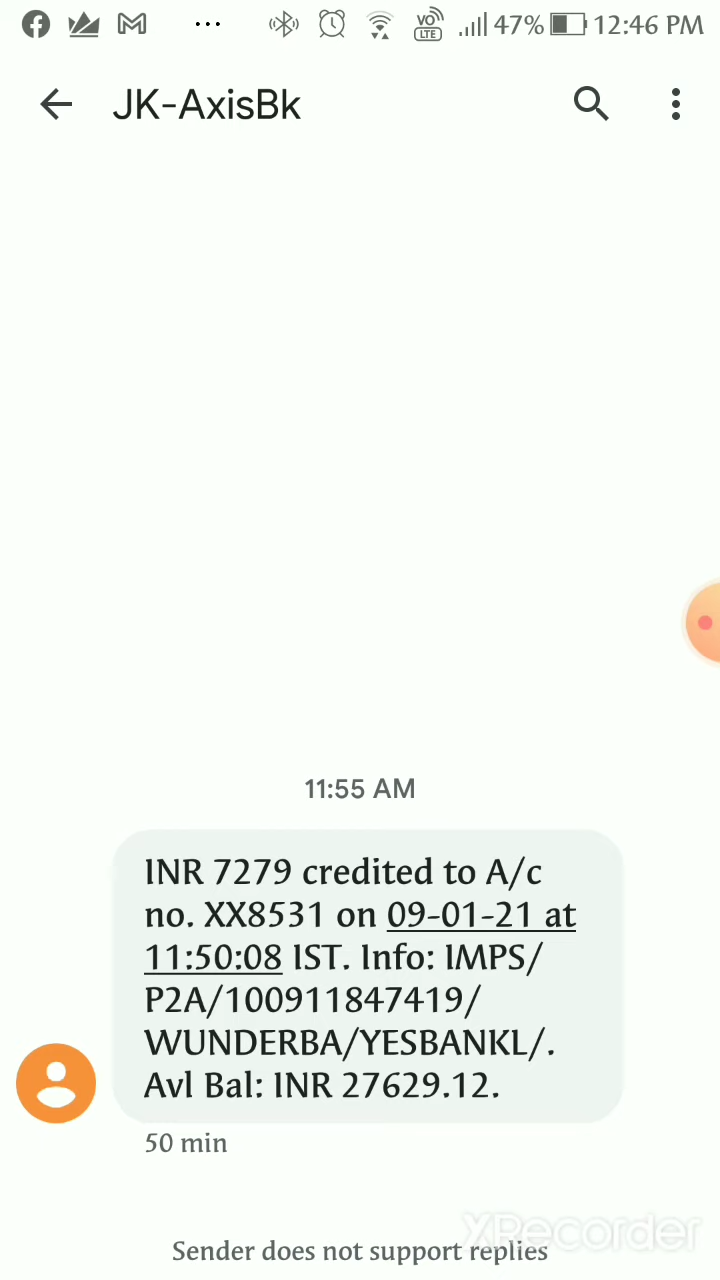 47% 12:46 PM
VO
LTE
JK-AxisBk
11:55 AM
INR 7279 credited to A/c
no. XX8531 on 09-01-21 at
11:50:08 IST. Info: IMPS/
P2A/100911847419/
WUNDERBA/YESBANKL/.
Avl Bal: INR 27629.12.
50 min
XRecorder
Sender does not support replies